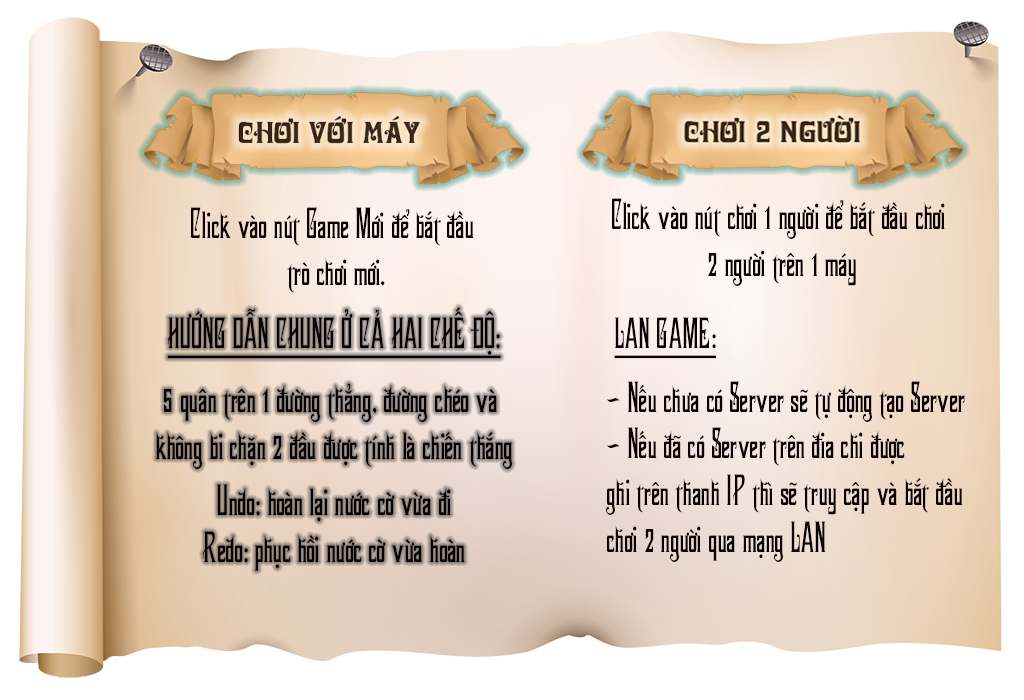 CHƠI VỚI MÁY
Click vào nút Game Mới để bắt đầu
trò chơi mới.
HƯỚNG DẪN CHUNG Ở CẢ HAI CHẾ ĐỘ:
5 quân trên 1 đường thẳng, đường chéo và
không bi chặn 2 đầu được tính là chiến thắng
Undo: hoàn lại nước cờ vừa đi
Redo: phục hồi nước cờ vừa hoàn
CHƠI 2 NGƯỜI
Click vào nút chơi 1 người để bắt đầu chơi
2 người trên 1 máy
LAN GAME:
- Nếu chưa có Server sẽ tự động tạo Server
- Nếu đã có Server trên đia chi được
ghi trên thanh IP thì sẽ truy cập và bắt đầu
chơi 2 người qua mạng LAN